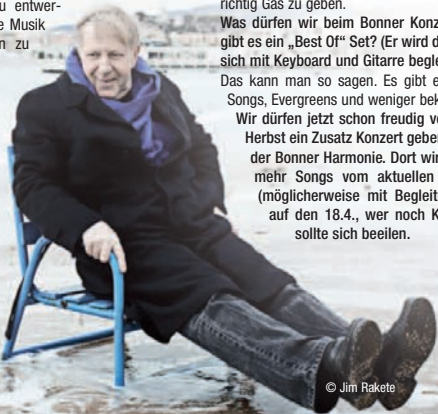 u entwer-
e Musik
n zu
richtig Gas zu geben.
Was dürfen wir beim Bonner Konz
gibt es ein „Best Of“ Set? (Er wird d
sich mit Keyboard und Gitarre begle
Das kann man so sagen. Es gibt e
Songs, Evergreens und weniger bek
Wir dürfen jetzt schon freudig ve
Herbst ein Zusatz Konzert geben
der Bonner Harmonie. Dort wir
mehr Songs vom aktuellen
(möglicherweise mit Begleit
auf den 18.4., wer noch K
sollte sich beeilen.
© Jim Rakete